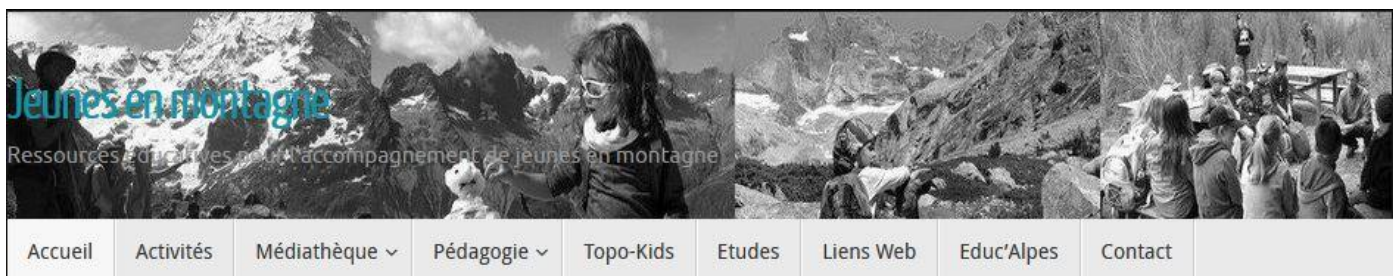 Jeunes en montagne
Ressources éducatives pour l'accompagnement de jeunes en montagne
Accueil Activités Médiathèque Pédagogie Topo-Kids Etudes Liens Web Educ'Alpes Contact